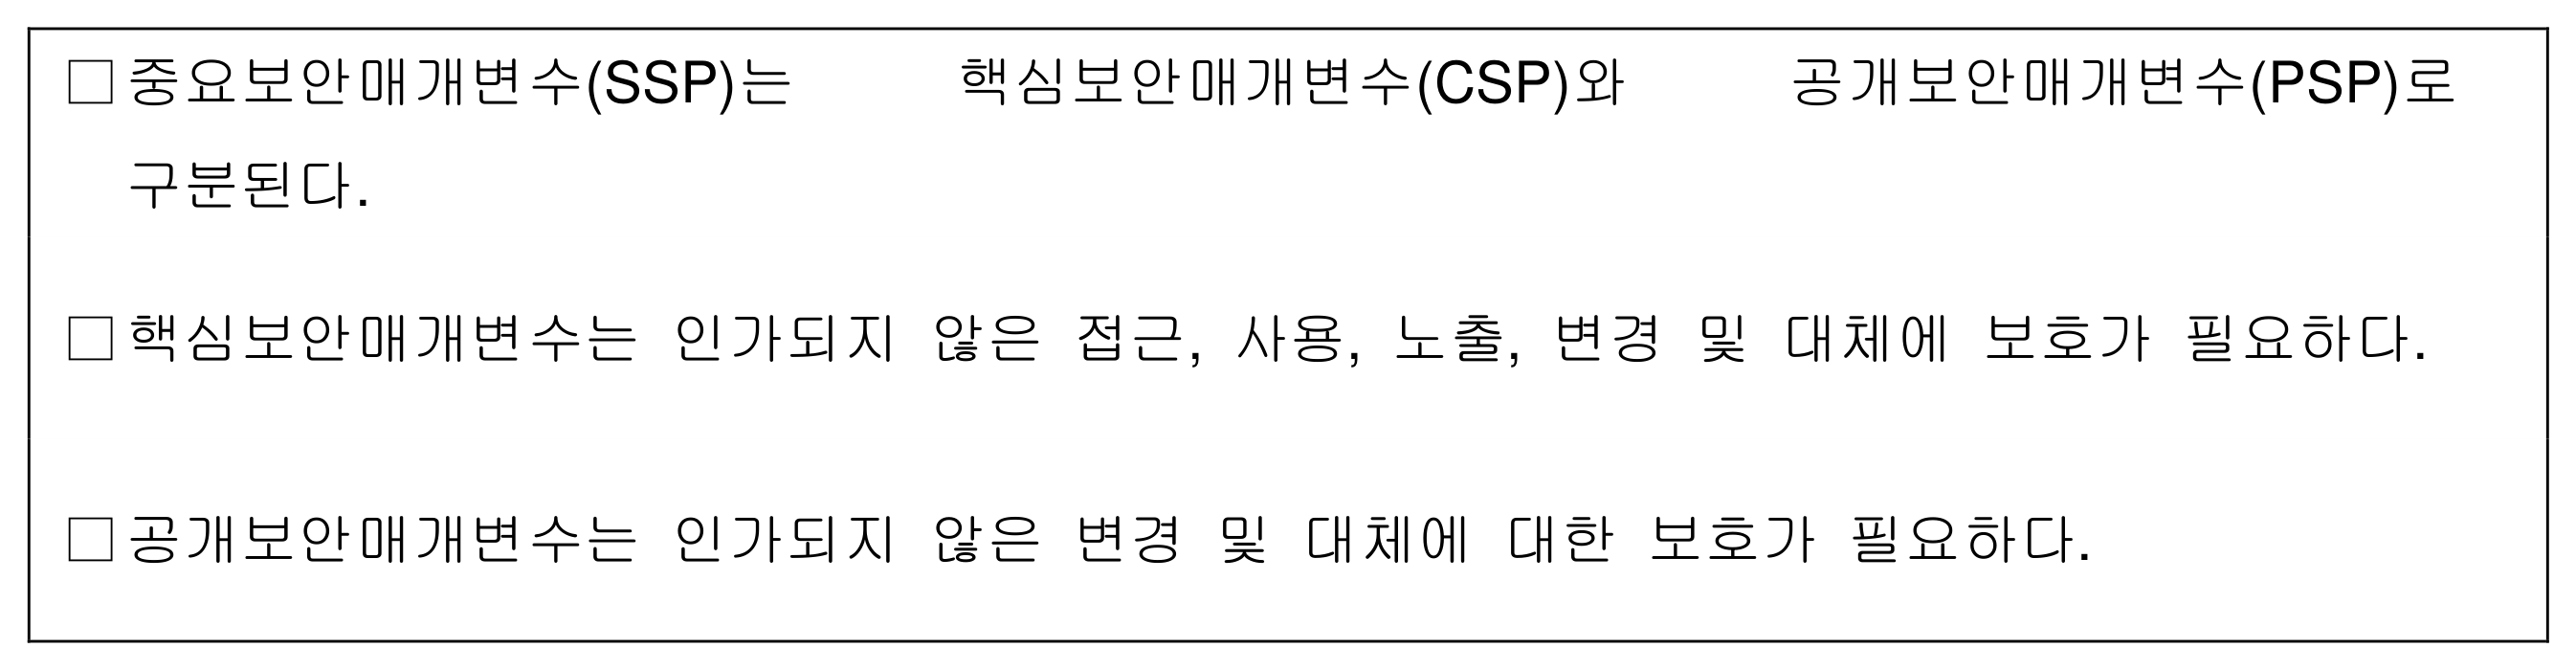 □ 중요보안매개변수(SSP)는 핵심보안매개변수(CSP)와 공개보안매개변수(PSP)로
구분된다.
□ 핵심보안매개변수는 인가되지 않은 접근, 사용, 노출, 변경 및 대체에 보호가 필요하다.
□ 공개보안매개변수는 인가되지 않은 변경 및 대체에 대한 보호가 필요하다.